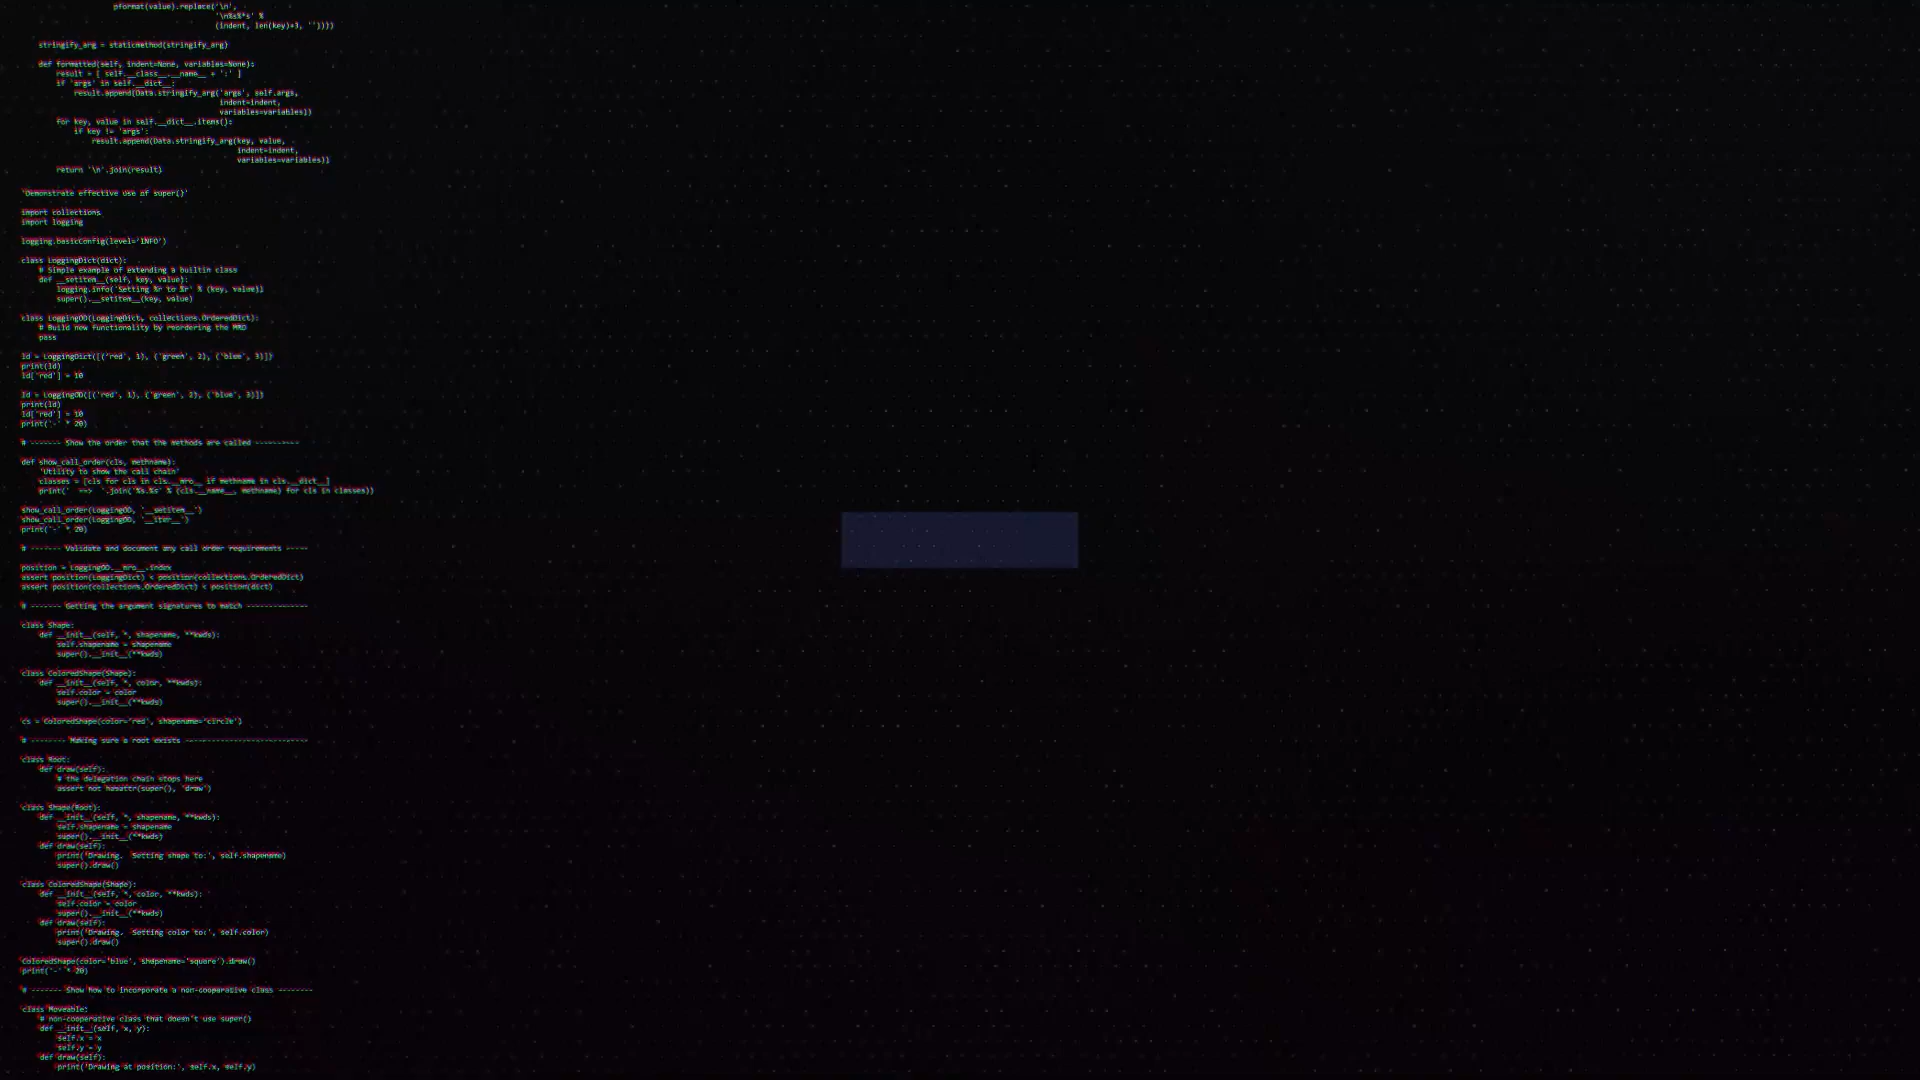 pformat(value).replace('\n',
'\n%s%*s' %
(indent, len(key)+3, ''))))
stringify_arg = staticmethod(stringify_arg)
def formatted(self, indent=None, variables=None):
result = [ self.__class__.__name__ + ':' ]
if 'args' in self.__dict__:
result.append(Data.stringify_arg('args', self.args,
indent=indent,
variables=variables))
for key, value in self.__dict__.items():
if key != 'args':
result.append(Data.stringify_arg(key, value,
indent=indent,
variables=variables))
return '\n'.join(result)
'Demonstrate effective use of super()'
import collections
import logging
logging.basicConfig(level='INFO')
class LoggingDict(dict):
# Simple example of extending a builtin class
def __setitem__(self, key, value):
logging.info('Setting %r to %r' % (key, value))
super().__setitem__(key, value)
class LoggingOD(LoggingDict, collections.OrderedDict):
# Build new functionality by reordering the MRO
pass
ld = LoggingDict([('red', 1), ('green', 2), ('blue', 3)])
print(ld)
ld['red'] = 10
ld = LoggingOD([('red', 1), ('green', 2), ('blue', 3)])
print(ld)
ld['red'] = 10
print('-' * 20)
# ------- Show the order that the methods are called ----------
def show_call_order(cls, methname):
'Utility to show the call chain'
classes = [cls for cls in cls.__mro__ if methname in cls.__dict__]
print('  ==>  '.join('%s.%s' % (cls.__name__, methname) for cls in classes))
show_call_order(LoggingOD, '__setitem__')
show_call_order(LoggingOD, '__iter__')
print('-' * 20)
# ------- Validate and document any call order requirements -----
position = LoggingOD.__mro__.index
assert position(LoggingDict) < position(collections.OrderedDict)
assert position(collections.OrderedDict) < position(dict)
# ------- Getting the argument signatures to match --------------
class Shape:
def __init__(self, *, shapename, **kwds):
self.shapename = shapename
super().__init__(**kwds)
class ColoredShape(Shape):
def __init__(self, *, color, **kwds):
self.color = color
super().__init__(**kwds)
cs = ColoredShape(color='red', shapename='circle')
# -------- Making sure a root exists ----------------------------
class Root:
def draw(self):
# the delegation chain stops here
assert not hasattr(super(), 'draw')
class Shape(Root):
def __init__(self, *, shapename, **kwds):
self.shapename = shapename
super().__init__(**kwds)
def draw(self):
print('Drawing.  Setting shape to:', self.shapename)
super().draw()
class ColoredShape(Shape):
def __init__(self, *, color, **kwds):
self.color = color
super().__init__(**kwds)
def draw(self):
print('Drawing.  Setting color to:', self.color)
super().draw()
ColoredShape(color='blue', shapename='square').draw()
print('-' * 20)
# ------- Show how to incorporate a non-cooperative class --------
class Moveable:
# non-cooperative class that doesn't use super()
def __init__(self, x, y):
self.x = x
self.y = y
def draw(self):
print('Drawing at position:', self.x, self.y)